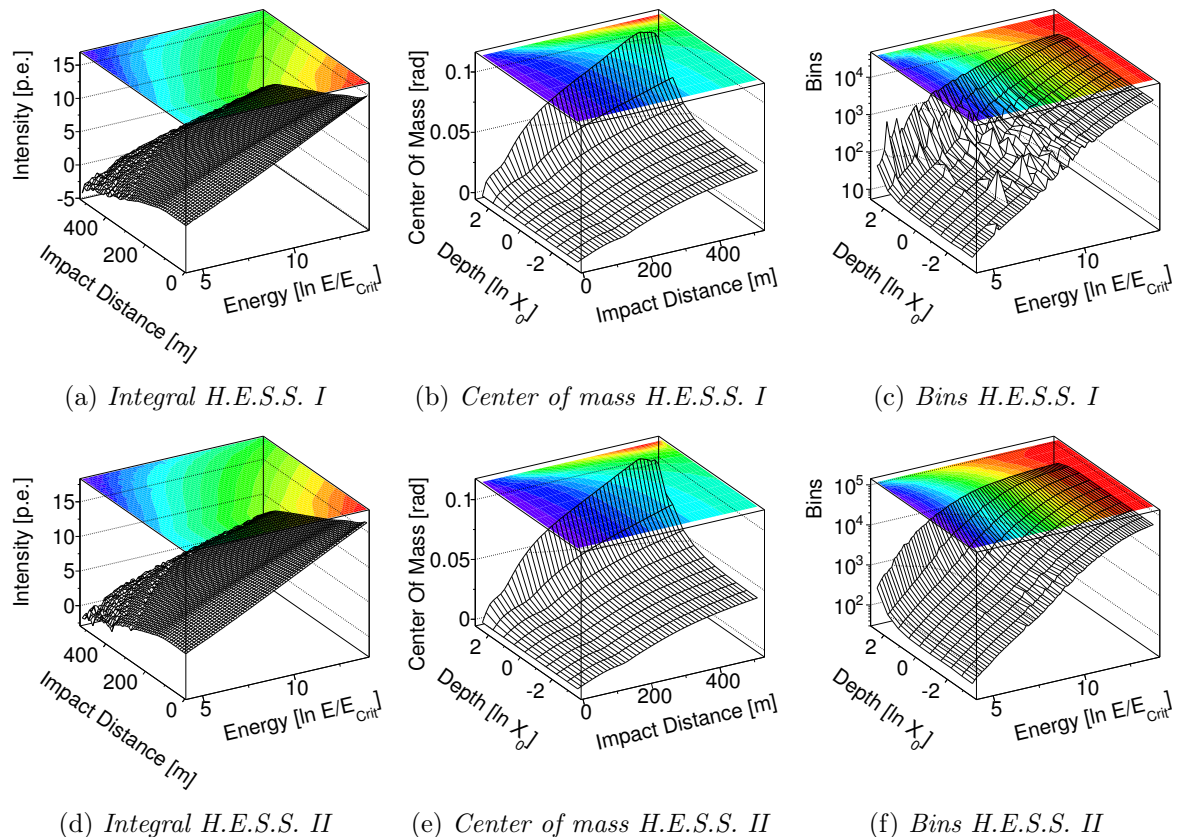 Intensity [p.e.]
15
10
5
0
-5
400
200
0
Impact Distance [m]
5
10
Energy [ln E/E_Crit]
(a) Integral H.E.S.S. I
Center Of Mass [rad]
0.1
0.05
0
2
0
-2
Depth [ln X_0]
0
200
400
Impact Distance [m]
(b) Center of mass H.E.S.S. I
Bins
10^4
10^3
10^2
10
2
0
-2
Depth [ln X_0]
5
10
Energy [ln E/E_Crit]
(c) Bins H.E.S.S. I
Intensity [p.e.]
15
10
5
0
400
200
0
Impact Distance [m]
5
10
Energy [ln E/E_Crit]
(d) Integral H.E.S.S. II
Center Of Mass [rad]
0.1
0.05
0
2
0
-2
Depth [ln X_0]
0
200
400
Impact Distance [m]
(e) Center of mass H.E.S.S. II
Bins
10^5
10^4
10^3
10^2
2
0
-2
Depth [ln X_0]
5
10
Energy [ln E/E_Crit]
(f) Bins H.E.S.S. II